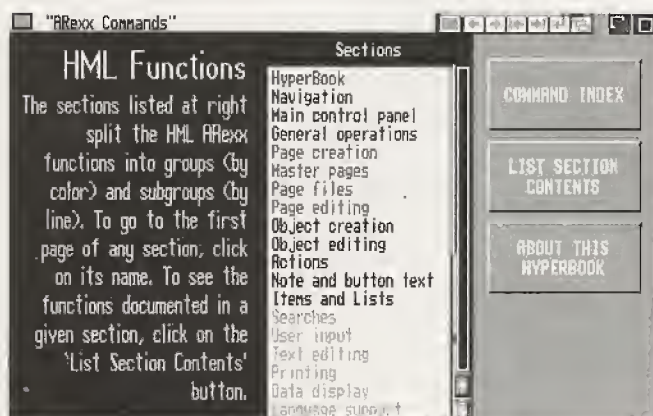 "ARexx Commands"
HML Functions
The sections listed at right
split the HML ARexx
functions into groups (by
color) and subgroups (by
line). To go to the first
page of any section, click
on its name. To see the
functions documented in a
given section, click on the
'List Section Contents'
button.
Sections
HyperBook
Navigation
Main control panel
General operations
Page creation
Master pages
Page files
Page editing
Object creation
Object editing
Actions
Note and button text
Items and Lists
Searches
User input
Text editing
Printing
Data display
Language support
COMMAND INDEX
LIST SECTION
CONTENTS
ABOUT THIS
HYPERBOOK